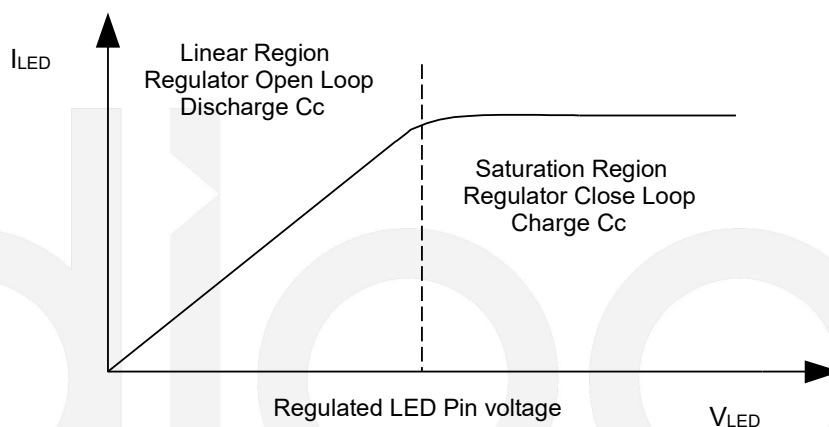 ILED
Linear Region
Regulator Open Loop
Discharge Cc
Saturation Region
Regulator Close Loop
Charge Cc
Regulated LED Pin voltage
VLED